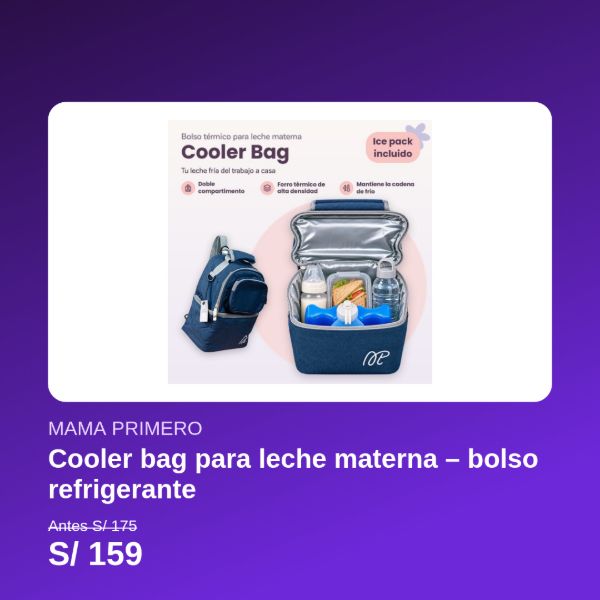 Bolso térmico para leche materna
Cooler Bag
Tu leche fría del trabajo a casa
Ice pack
incluido
Doble
compartimento
Forro térmico de
alta densidad
Mantiene la cadena
de frío
MP
MAMA PRIMERO
Cooler bag para leche materna – bolso
refrigerante
Antes S/ 175
S/ 159